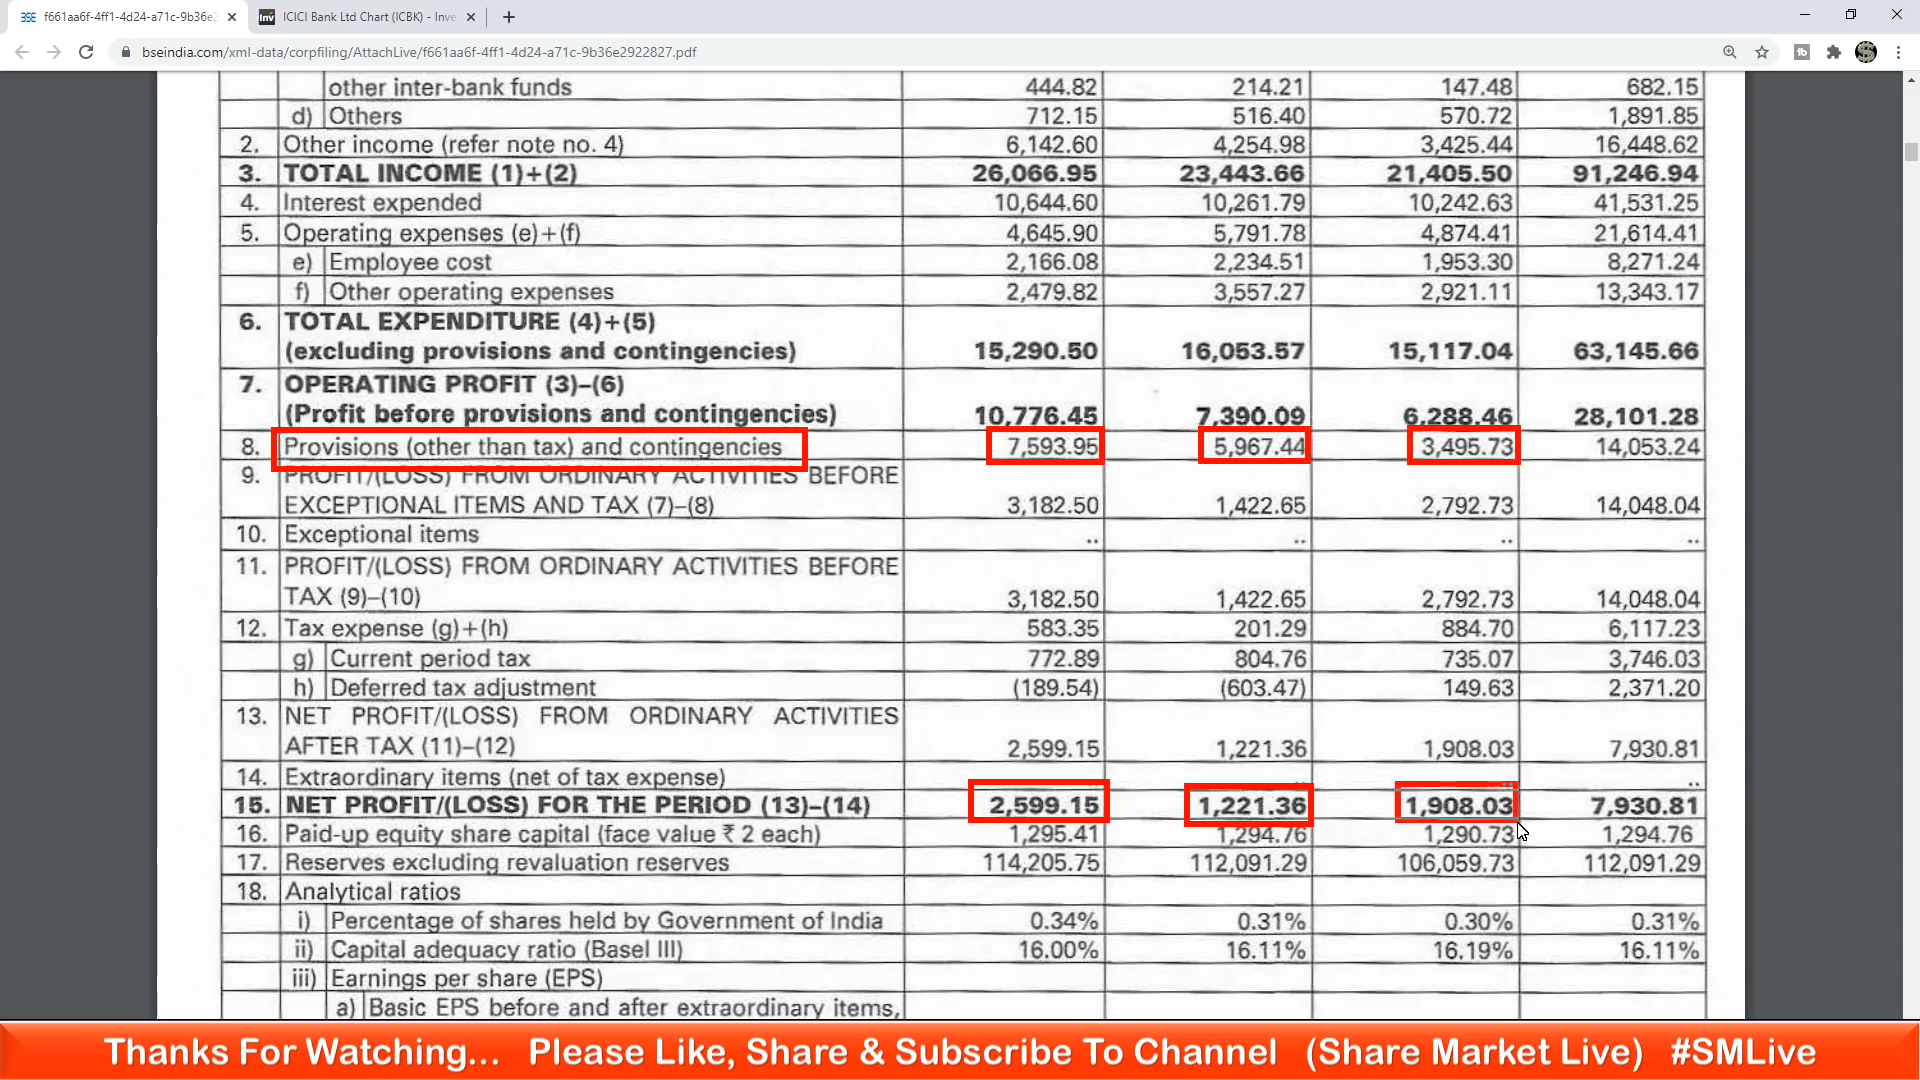 f661aa6f-4ff1-4d24-a71c-9b36e2
Inv ICICI Bank Ltd Chart (ICBK) - Inve
bseindia.com/xml-data/corpfiling/AttachLive/f661aa6f-4ff1-4d24-a71c-9b36e2922827.pdf
other inter-bank funds 444.82 214.21 147.48 682.15
d) Others 712.15 516.40 570.72 1,891.85
2. Other income (refer note no. 4) 6,142.60 4,254.98 3,425.44 16,448.62
3. TOTAL INCOME (1)+(2) 26,066.95 23,443.66 21,405.50 91,246.94
4. Interest expended 10,644.60 10,261.79 10,242.63 41,531.25
5. Operating expenses (e)+(f) 4,645.90 5,791.78 4,874.41 21,614.41
e) Employee cost 2,166.08 2,234.51 1,953.30 8,271.24
f) Other operating expenses 2,479.82 3,557.27 2,921.11 13,343.17
6. TOTAL EXPENDITURE (4)+(5)
(excluding provisions and contingencies) 15,290.50 16,053.57 15,117.04 63,145.66
7. OPERATING PROFIT (3)–(6)
(Profit before provisions and contingencies) 10,776.45 7,390.09 6,288.46 28,101.28
8. Provisions (other than tax) and contingencies 7,593.95 5,967.44 3,495.73 14,053.24
9. PROFIT/(LOSS) FROM ORDINARY ACTIVITIES BEFORE
EXCEPTIONAL ITEMS AND TAX (7)–(8) 3,182.50 1,422.65 2,792.73 14,048.04
10. Exceptional items .. .. .. ..
11. PROFIT/(LOSS) FROM ORDINARY ACTIVITIES BEFORE
TAX (9)–(10) 3,182.50 1,422.65 2,792.73 14,048.04
12. Tax expense (g)+(h) 583.35 201.29 884.70 6,117.23
g) Current period tax 772.89 804.76 735.07 3,746.03
h) Deferred tax adjustment (189.54) (603.47) 149.63 2,371.20
13. NET PROFIT/(LOSS) FROM ORDINARY ACTIVITIES
AFTER TAX (11)–(12) 2,599.15 1,221.36 1,908.03 7,930.81
14. Extraordinary items (net of tax expense) .. .. ..
15. NET PROFIT/(LOSS) FOR THE PERIOD (13)–(14) 2,599.15 1,221.36 1,908.03 7,930.81
16. Paid-up equity share capital (face value ₹ 2 each) 1,295.41 1,294.76 1,290.73 1,294.76
17. Reserves excluding revaluation reserves 114,205.75 112,091.29 106,059.73 112,091.29
18. Analytical ratios
i) Percentage of shares held by Government of India 0.34% 0.31% 0.30% 0.31%
ii) Capital adequacy ratio (Basel III) 16.00% 16.11% 16.19% 16.11%
iii) Earnings per share (EPS)
a) Basic EPS before and after extraordinary items,
Thanks For Watching... Please Like, Share & Subscribe To Channel (Share Market Live) #SMLive